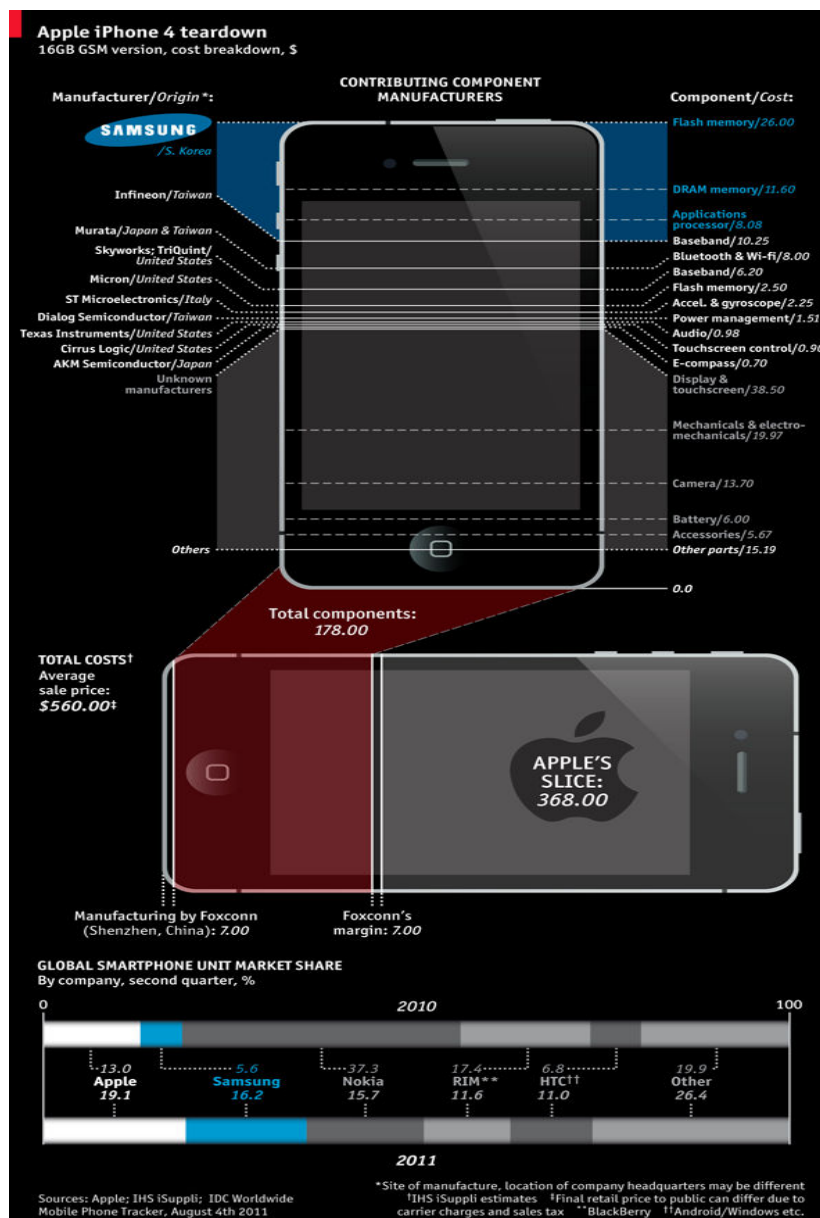 Apple iPhone 4 teardown
16GB GSM version, cost breakdown, $
CONTRIBUTING COMPONENT
MANUFACTURERS
Manufacturer/Origin*:
SAMSUNG
/S. Korea
Infineon/Taiwan
Murata/Japan & Taiwan
Skyworks; TriQuint/
United States
Micron/United States
ST Microelectronics/Italy
Dialog Semiconductor/Taiwan
Texas Instruments/United States
Cirrus Logic/United States
AKM Semiconductor/Japan
Unknown
manufacturers
Others
Component/Cost:
Flash memory/26.00
DRAM memory/11.60
Applications
processor/8.08
Baseband/10.25
Bluetooth & Wi-fi/8.00
Baseband/6.20
Flash memory/2.50
Accel. & gyroscope/2.25
Power management/1.51
Audio/0.98
Touchscreen control/0.90
E-compass/0.70
Display &
touchscreen/38.50
Mechanicals & electro-
mechanicals/19.97
Camera/13.70
Battery/6.00
Accessories/5.67
Other parts/15.19
0.0
Total components:
178.00
TOTAL COSTS†
Average
sale price:
$560.00‡
APPLE'S
SLICE:
368.00
Manufacturing by Foxconn
(Shenzhen, China): 7.00
Foxconn's
margin: 7.00
GLOBAL SMARTPHONE UNIT MARKET SHARE
By company, second quarter, %
0 2010 100
13.0 5.6 37.3 17.4 6.8 19.9
Apple Samsung Nokia RIM** HTC†† Other
19.1 16.2 15.7 11.6 11.0 26.4
2011
Sources: Apple; IHS iSuppli; IDC Worldwide
Mobile Phone Tracker, August 4th 2011
*Site of manufacture, location of company headquarters may be different
†IHS iSuppli estimates ‡Final retail price to public can differ due to
carrier charges and sales tax **BlackBerry ††Android/Windows etc.